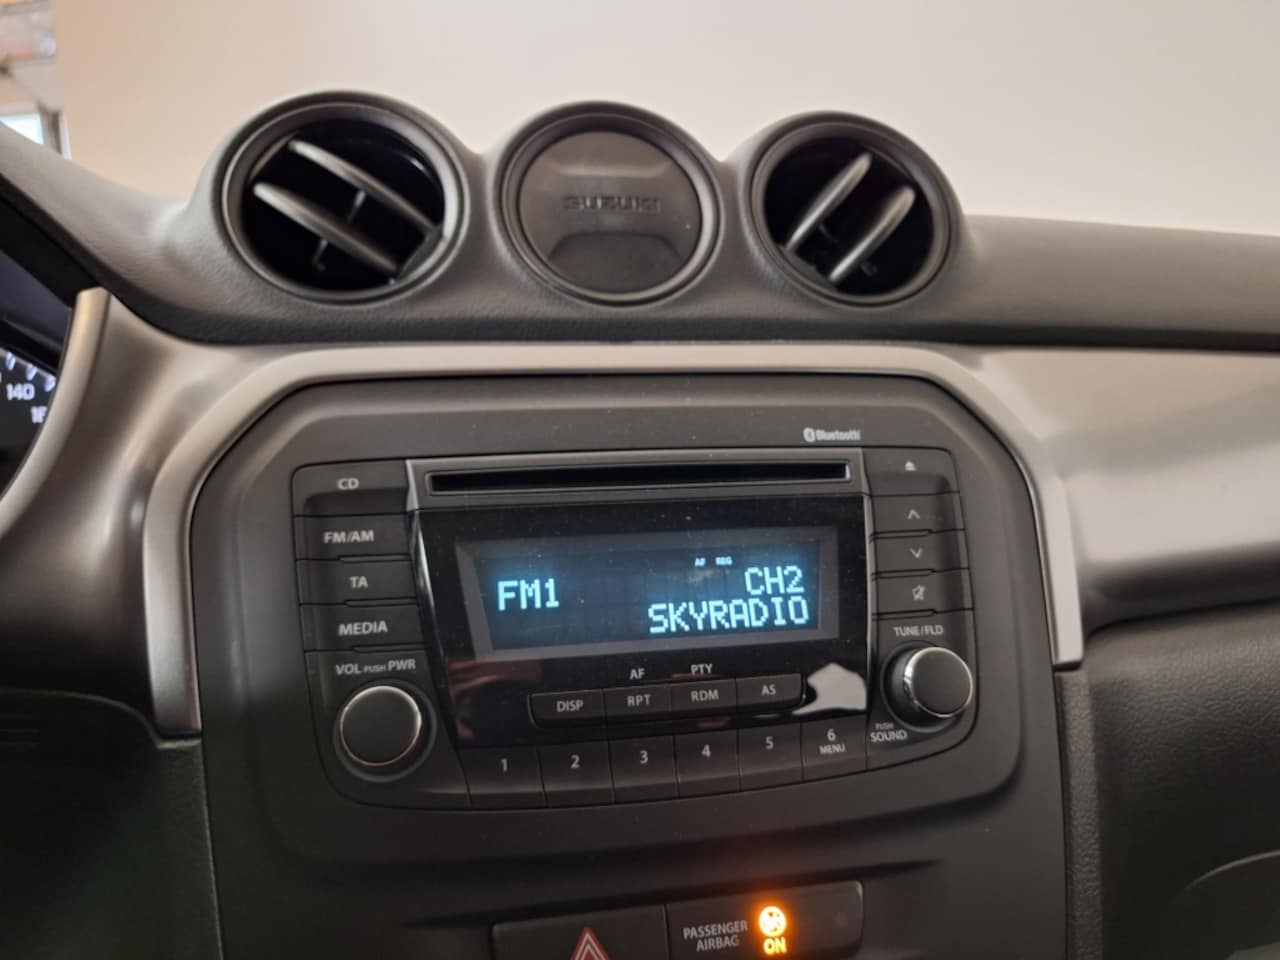 SUZUKI
140
Bluetooth
CD
FM/AM
TA
MEDIA
VOL PUSH PWR
AF REG
FM1
CH2
SKYRADIO
TUNE/FLD
AF
PTY
DISP
RPT
RDM
AS
1
2
3
4
5
6
MENU
PUSH
SOUND
PASSENGER
AIRBAG
ON